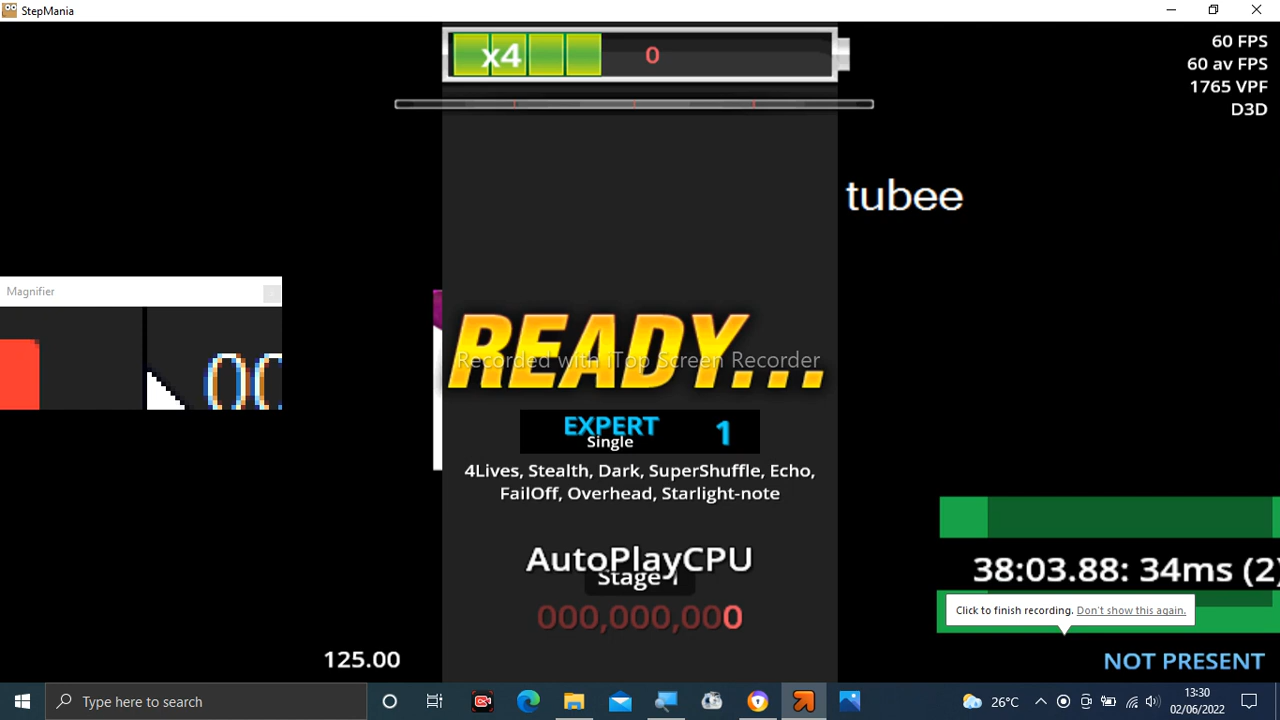 StepMania
x4
0
60 FPS
60 av FPS
1765 VPF
D3D
tubee
Magnifier
00
READY...
Recorded with iTop Screen Recorder
EXPERT
1
Single
4Lives, Stealth, Dark, SuperShuffle, Echo,
FailOff, Overhead, Starlight-note
AutoPlayCPU
Stage 1
000,000,000
38:03.88: 34ms (2)
Click to finish recording. Don't show this again.
125.00
NOT PRESENT
Type here to search
26°C
13:30
02/06/2022